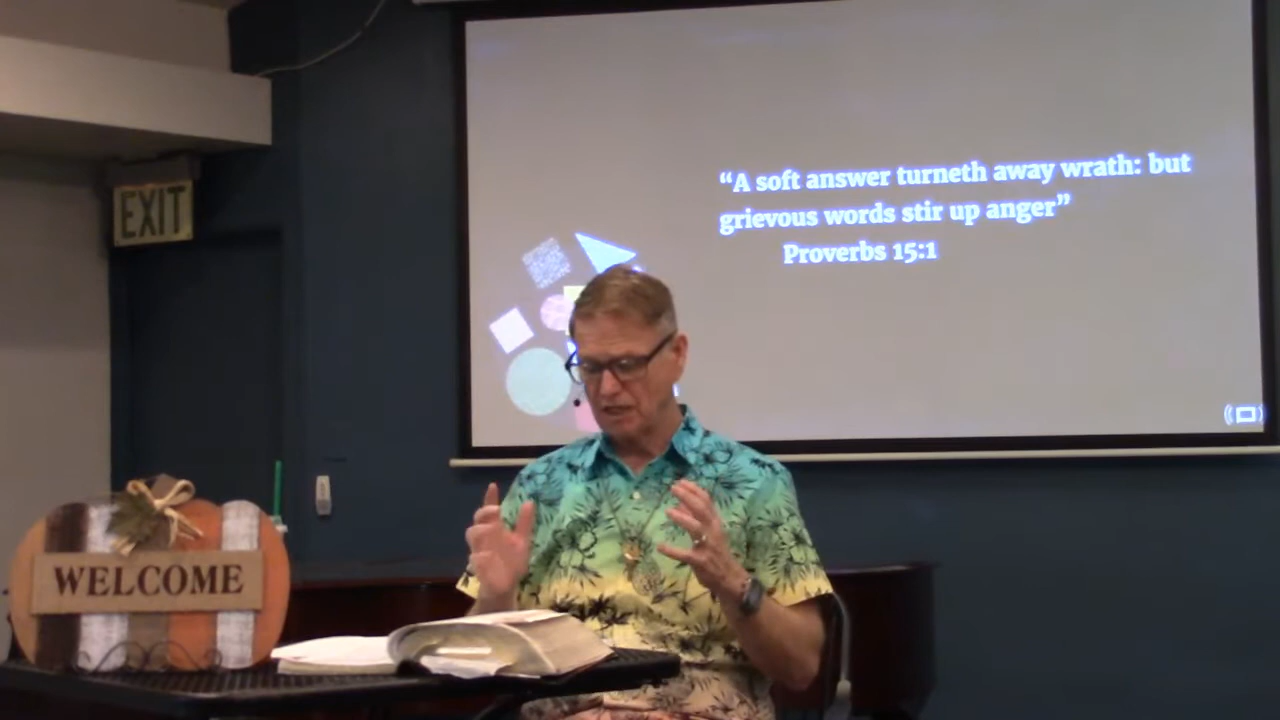 EXIT
“A soft answer turneth away wrath: but
grievous words stir up anger”
Proverbs 15:1
WELCOME